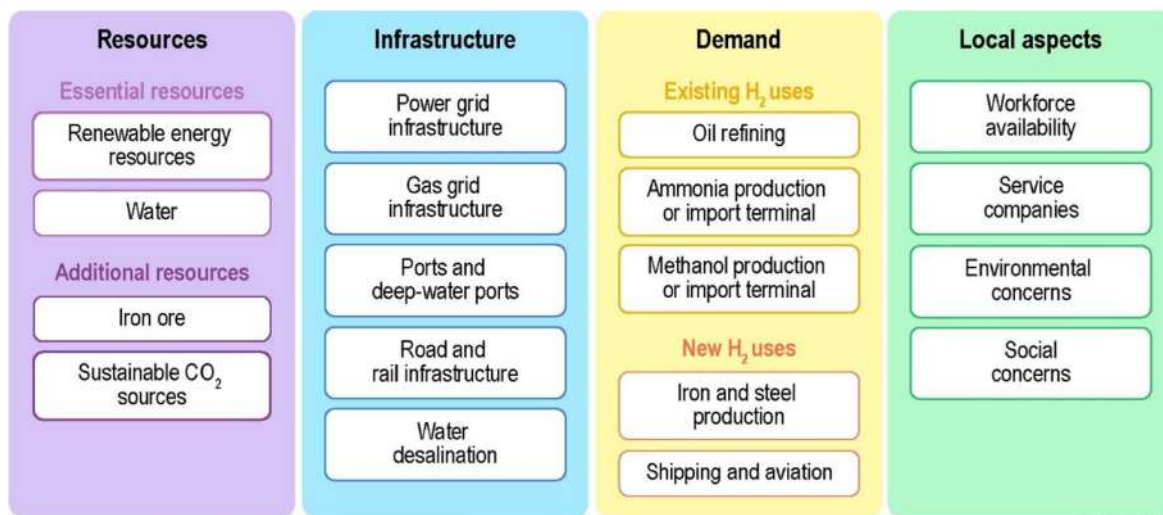 Resources
Essential resources
Renewable energy
resources
Water
Additional resources
Iron ore
Sustainable CO₂
sources
Infrastructure
Power grid
infrastructure
Gas grid
infrastructure
Ports and
deep-water ports
Road and
rail infrastructure
Water
desalination
Demand
Existing H₂ uses
Oil refining
Ammonia production
or import terminal
Methanol production
or import terminal
New H₂ uses
Iron and steel
production
Shipping and aviation
Local aspects
Workforce
availability
Service
companies
Environmental
concerns
Social
concerns